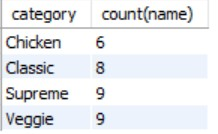 category count(name)
Chicken 6
Classic 8
Supreme 9
Veggie 9